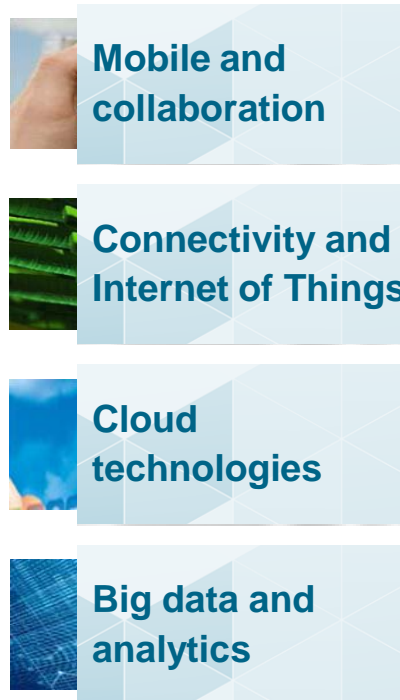 Mobile and
collaboration
Connectivity and
Internet of Things
Cloud
technologies
Big data and
analytics